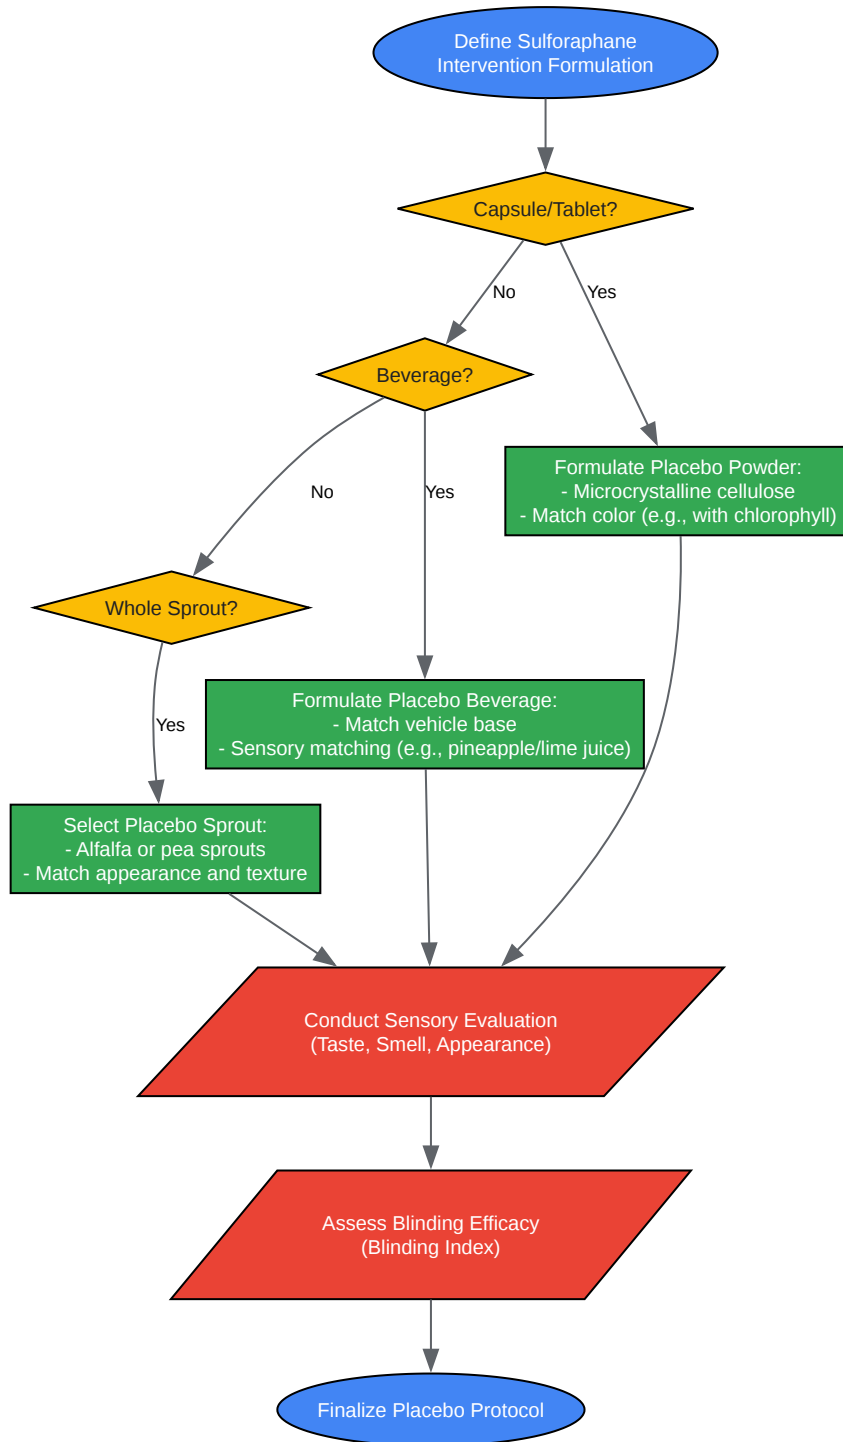 Define Sulforaphane
Intervention Formulation
Capsule/Tablet?
No
Yes
Beverage?
Formulate Placebo Powder:
- Microcrystalline cellulose
- Match color (e.g., with chlorophyll)
No
Yes
Whole Sprout?
Formulate Placebo Beverage:
- Match vehicle base
- Sensory matching (e.g., pineapple/lime juice)
Yes
Select Placebo Sprout:
- Alfalfa or pea sprouts
- Match appearance and texture
Conduct Sensory Evaluation
(Taste, Smell, Appearance)
Assess Blinding Efficacy
(Blinding Index)
Finalize Placebo Protocol